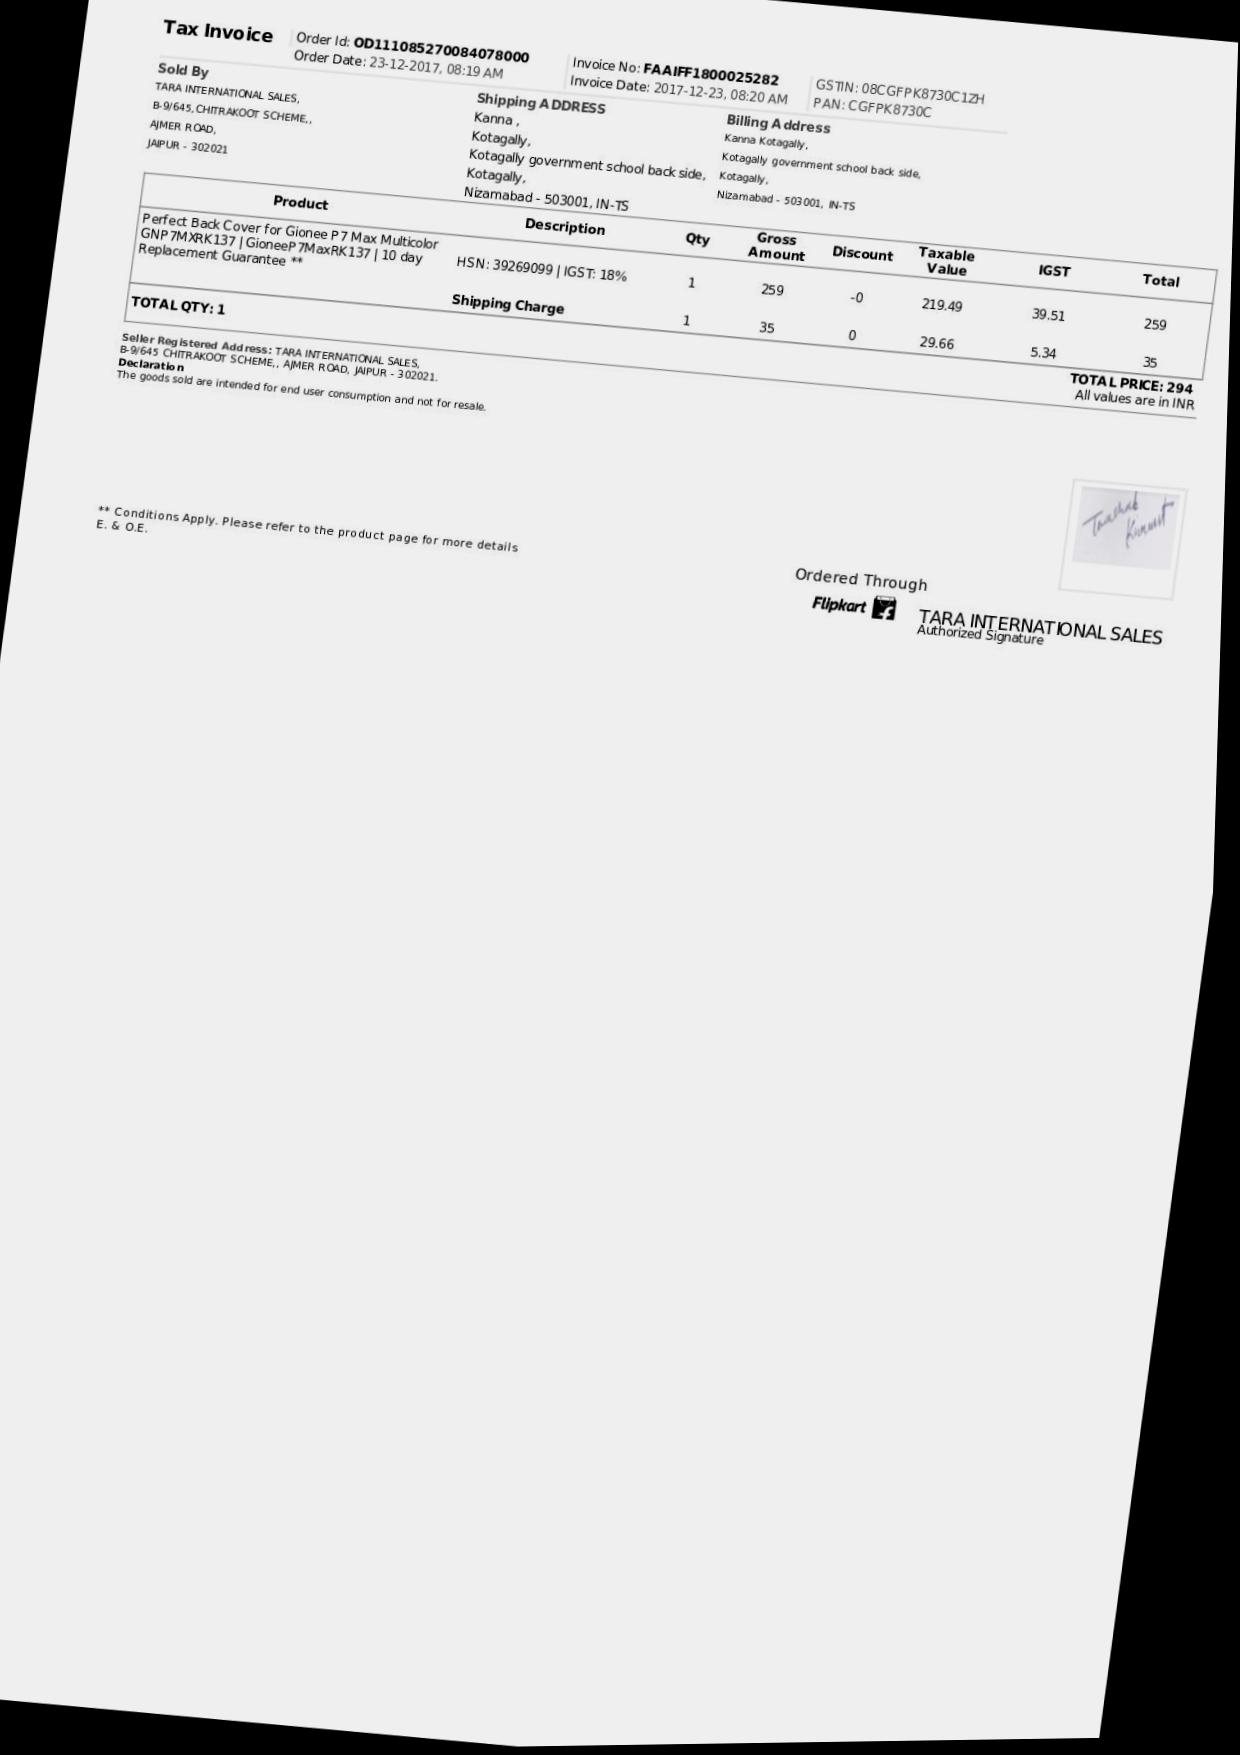 Tax Invoice
Order Id: OD111085270084078000
Order Date: 23-12-2017, 08:19 AM
Invoice No: FAAIFF1800025282
Invoice Date: 2017-12-23, 08:20 AM
GSTIN: 08CGFPK8730C1ZH
PAN: CGFPK8730C
Sold By
TARA INTERNATIONAL SALES,
B-9/645,CHITRAKOOT SCHEME,,
AJMER ROAD,
JAIPUR - 302021
Shipping ADDRESS
Kanna ,
Kotagally,
Kotagally government school back side,
Kotagally,
Nizamabad - 503001, IN-TS
Billing Address
Kanna Kotagally,
Kotagally government school back side,
Kotagally,
Nizamabad - 503001, IN-TS
Product Description Qty Gross Amount Discount Taxable Value IGST Total
Perfect Back Cover for Gionee P7 Max Multicolor
GNP7MXRK137 | GioneeP7MaxRK137 | 10 day
Replacement Guarantee **
HSN: 39269099 | IGST: 18% 1 259 -0 219.49 39.51 259
Shipping Charge 1 35 0 29.66 5.34 35
TOTAL QTY: 1
TOTAL PRICE: 294
All values are in INR
Seller Registered Address: TARA INTERNATIONAL SALES,
B-9/645 CHITRAKOOT SCHEME,, AJMER ROAD, JAIPUR - 302021.
Declaration
The goods sold are intended for end user consumption and not for resale.
** Conditions Apply. Please refer to the product page for more details
E. & O.E.
Ordered Through
Flipkart
TARA INTERNATIONAL SALES
Authorized Signature